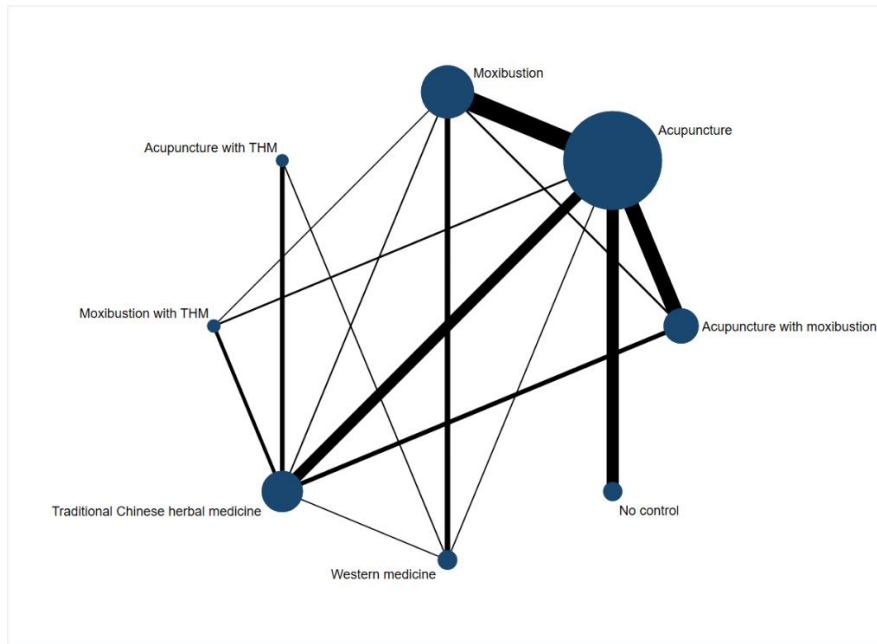 Moxibustion
Acupuncture
Acupuncture with THM
Moxibustion with THM
Acupuncture with moxibustion
Traditional Chinese herbal medicine
No control
Western medicine